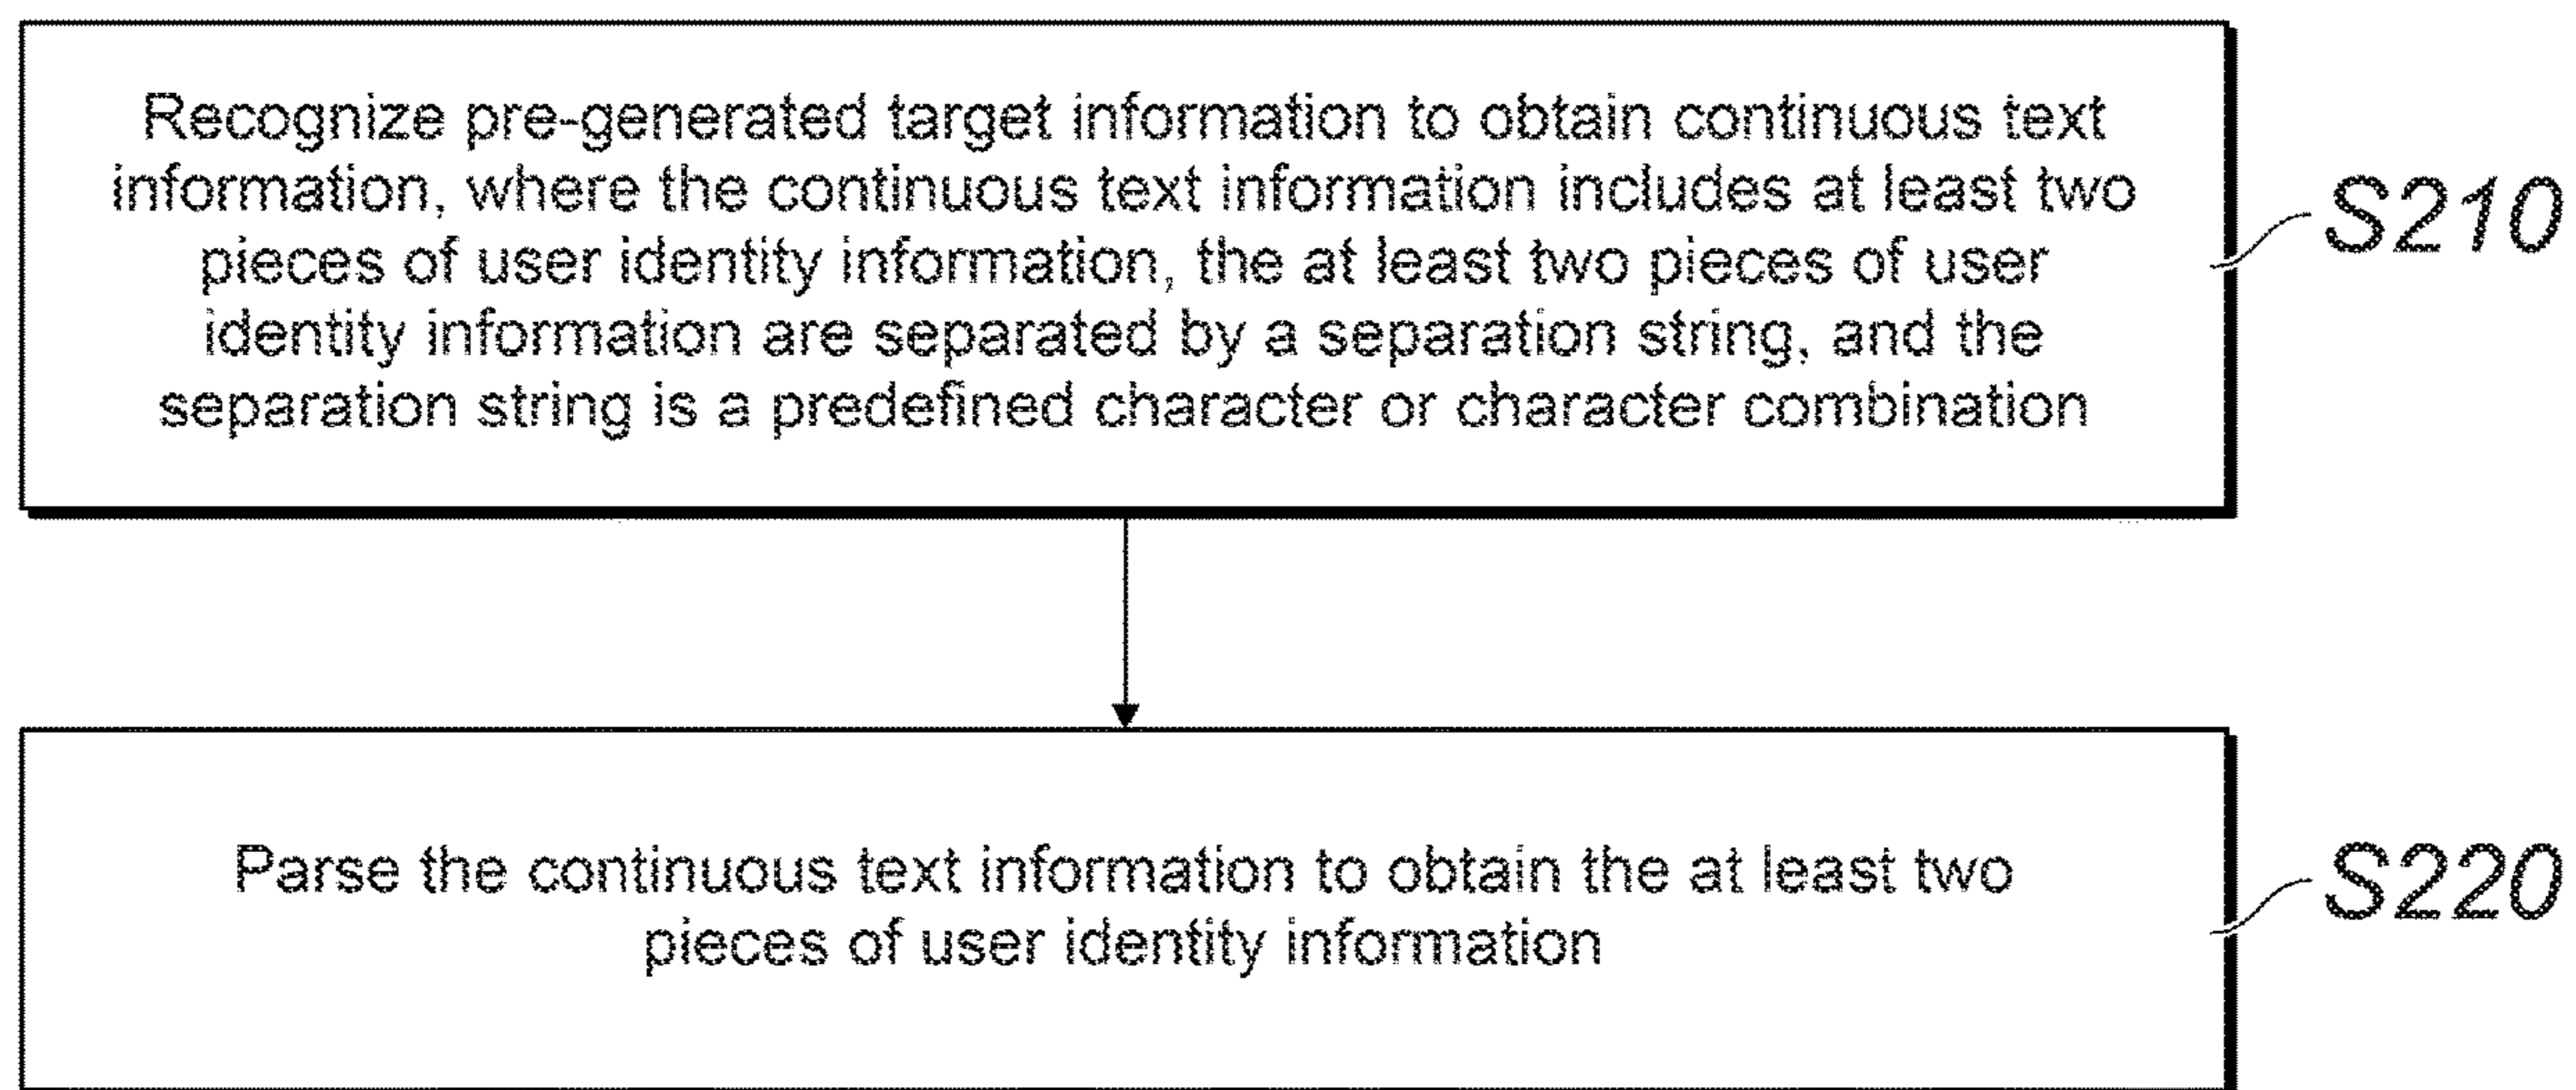 Recognize pre-generated target information to obtain continuous text
information, where the continuous text information includes at least two
pieces of user identity information, the at least two pieces of user
identity information are separated by a separation string, and the
separation string is a predefined character or character combination
S210
Parse the continuous text information to obtain the at least two
pieces of user identity information
S220